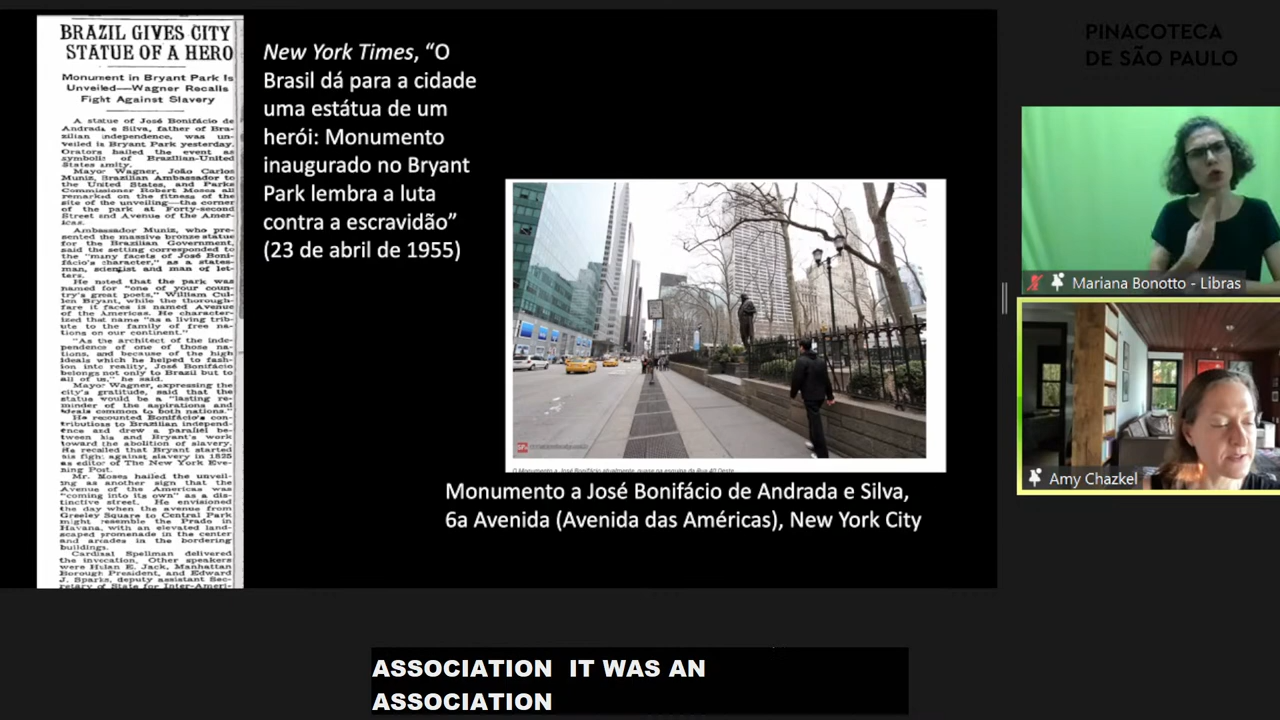 BRAZIL GIVES CITY
STATUE OF A HERO
Monument in Bryant Park Is
Unveiled—Wagner Recalls
Fight Against Slavery
A statue of José Bonifácio de
Andrada e Silva, father of Bra-
zilian independence, was un-
veiled in Bryant Park yesterday.
Orators hailed the event as
symbolic of Brazilian-United
States amity.
Mayor Wagner, João Carlos
Muniz, Brazilian Ambassador to
the United States, and Parks
Commissioner Robert Moses all
remarked on the fitness of the
site of the unveiling—the corner
of the park at Forty-second
Street and Avenue of the Amer-
icas.
Ambassador Muniz, who pre-
sented the massive bronze statue
for the Brazilian Government,
said the setting corresponded to
the "many facets of José Boni-
fácio's character," as a states-
man, scientist and man of let-
ters.
He noted that the park was
named for "one of your coun-
try's great poets," William Cul-
len Bryant, while the thorough-
fare it faces is named Avenue
of the Americas. He character-
ized that name "as a living trib-
ute to the family of free na-
tions on our continent."
"As the architect of the inde-
pendence of one of those na-
tions, and because of the high
ideals which he helped to fash-
ion into reality, José Bonifácio
belongs not only to Brazil but to
all of us," he said.
Mayor Wagner, expressing the
city's gratitude, said that the
statue would be a "lasting re-
minder of the aspirations and
ideals common to both nations."
He recounted Bonifácio's con-
tributions to Brazilian independ-
ence and drew a parallel be-
tween his and Bryant's work
toward the abolition of slavery.
He recalled that Bryant started
his fight against slavery in 1825
as editor of The New York Eve-
ning Post.
Mr. Moses hailed the unveil-
ing as another sign that the
Avenue of the Americas was
"coming into its own" as a dis-
tinctive street. He envisioned
the day when the avenue from
Greeley Square to Central Park
might resemble the Prado in
Havana, with an elevated land-
scaped promenade in the center
and arcades in the bordering
buildings.
Cardinal Spellman delivered
the invocation. Other speakers
were Hulan E. Jack, Manhattan
Borough President, and Edward
J. Sparks, deputy assistant Sec-
retary of State for Inter-Ameri-
New York Times, “O
Brasil dá para a cidade
uma estátua de um
herói: Monumento
inaugurado no Bryant
Park lembra a luta
contra a escravidão”
(23 de abril de 1955)
O Monumento a José Bonifácio atualmente, quase na esquina da Rua 40 Oeste
Monumento a José Bonifácio de Andrada e Silva,
6a Avenida (Avenida das Américas), New York City
PINACOTECA
DE SÃO PAULO
Mariana Bonotto - Libras
Amy Chazkel
ASSOCIATION IT WAS AN
ASSOCIATION